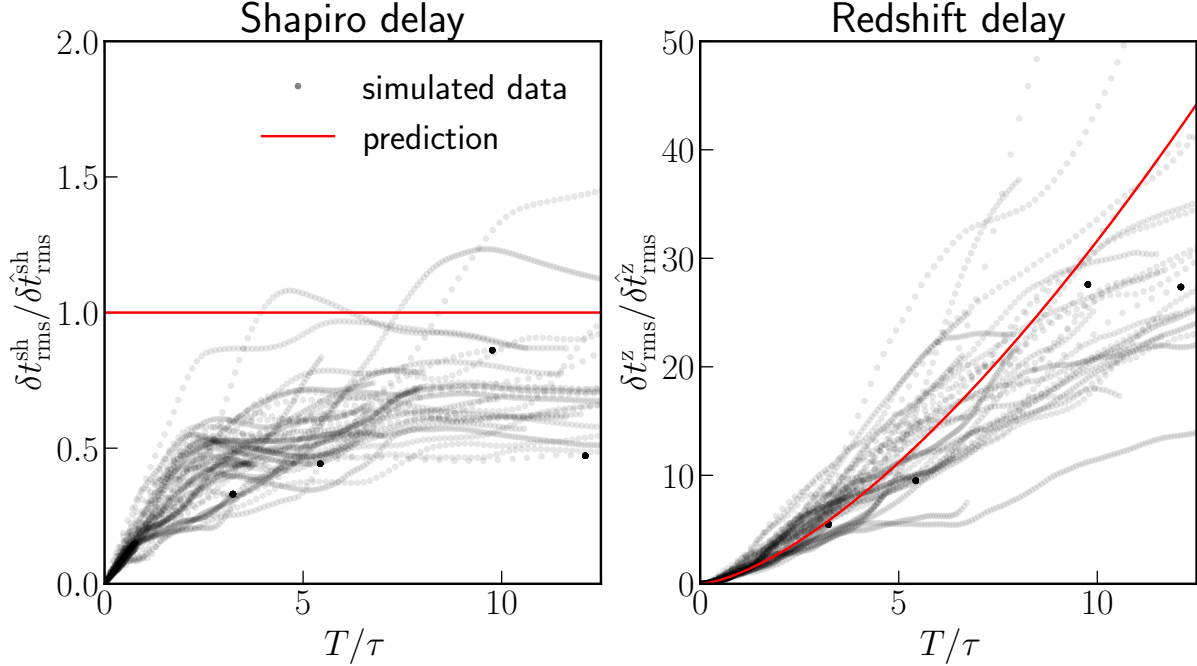 Shapiro delay
2.0
1.5
1.0
0.5
0.0
0
5
10
T/τ
δt^sh_rms/δt̂^sh_rms
simulated data
prediction
Redshift delay
50
40
30
20
10
0
0
5
10
T/τ
δt^z_rms/δt̂^z_rms